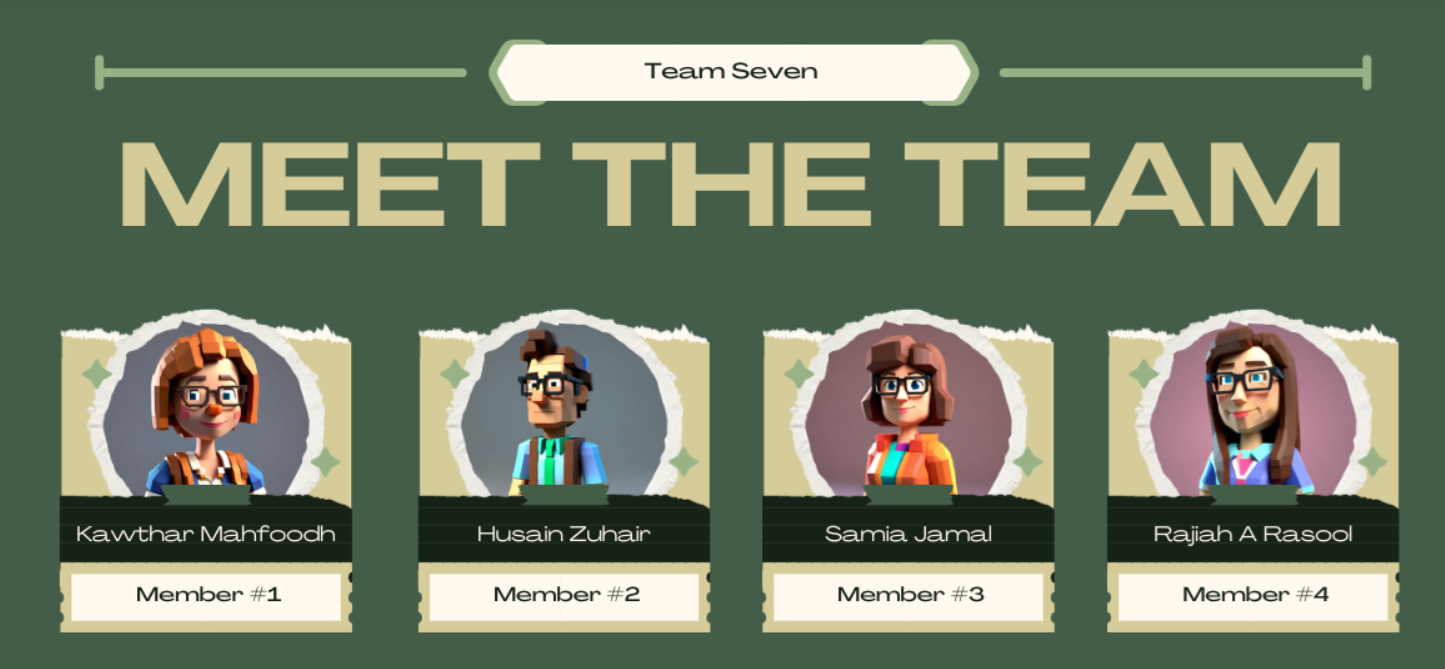 Team Seven
MEET THE TEAM
Kawthar Mahfoodh
Member #1
Husain Zuhair
Member #2
Samia Jamal
Member #3
Rajiah A Rasool
Member #4